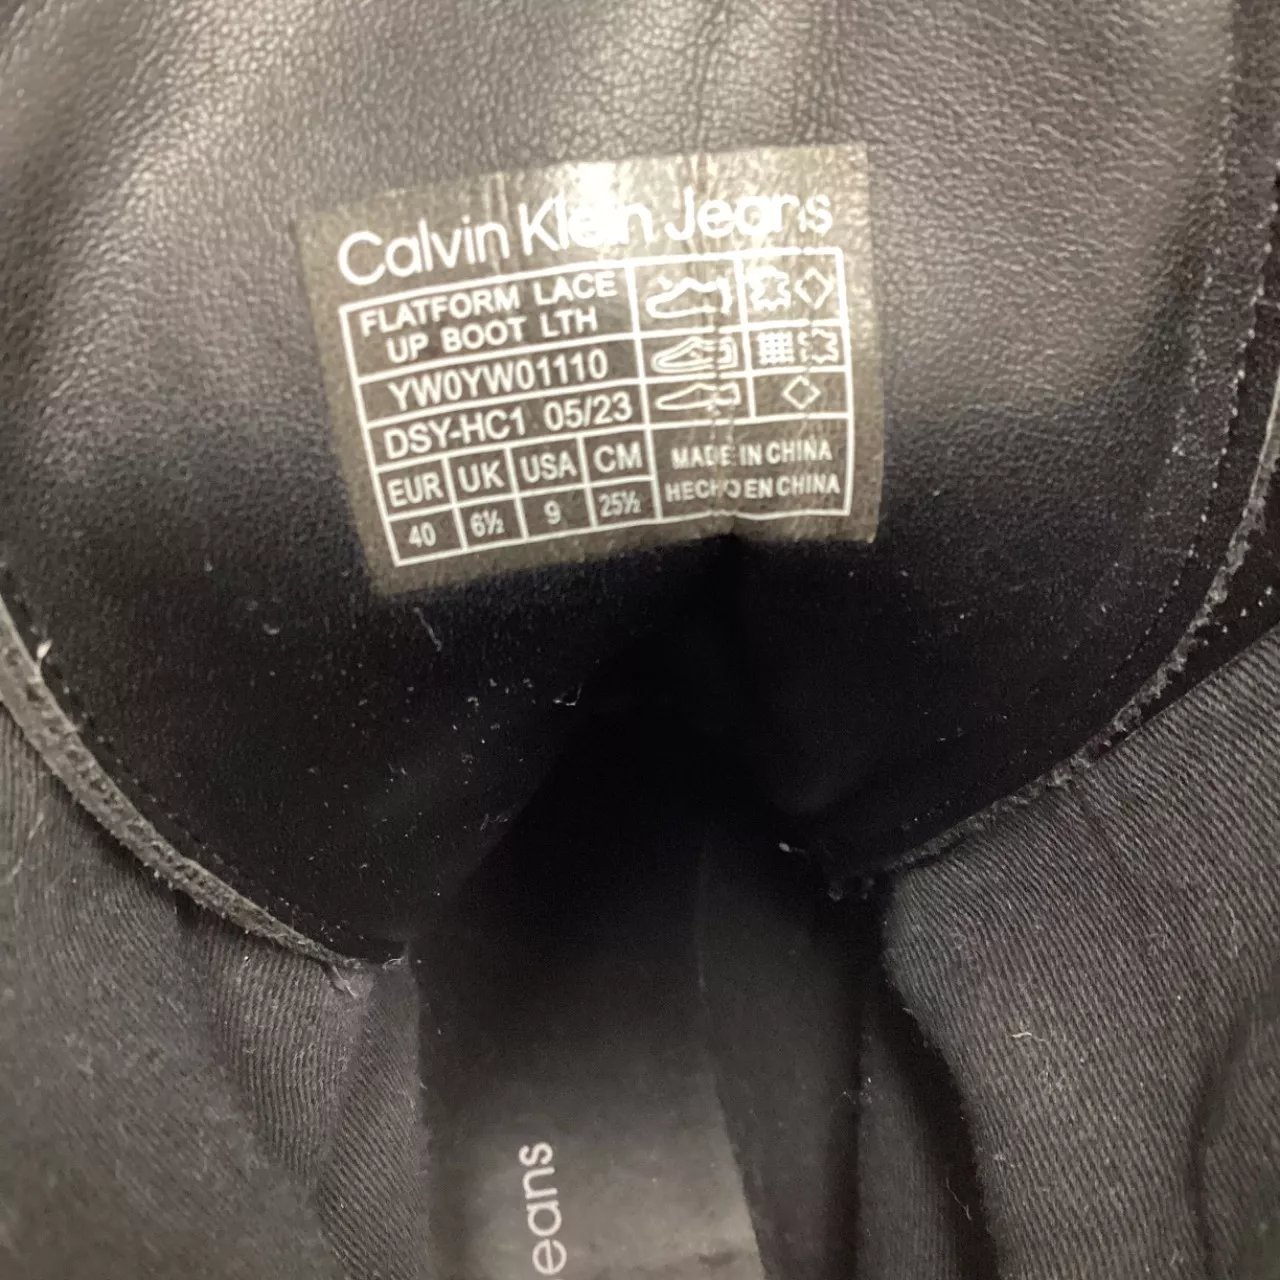 Calvin Klein Jeans
FLATFORM LACE
UP BOOT LTH
YW0YW01110
DSY-HC1 05/23
EUR UK USA CM
40 6½ 9 25½
MADE IN CHINA
HECHO EN CHINA
eans